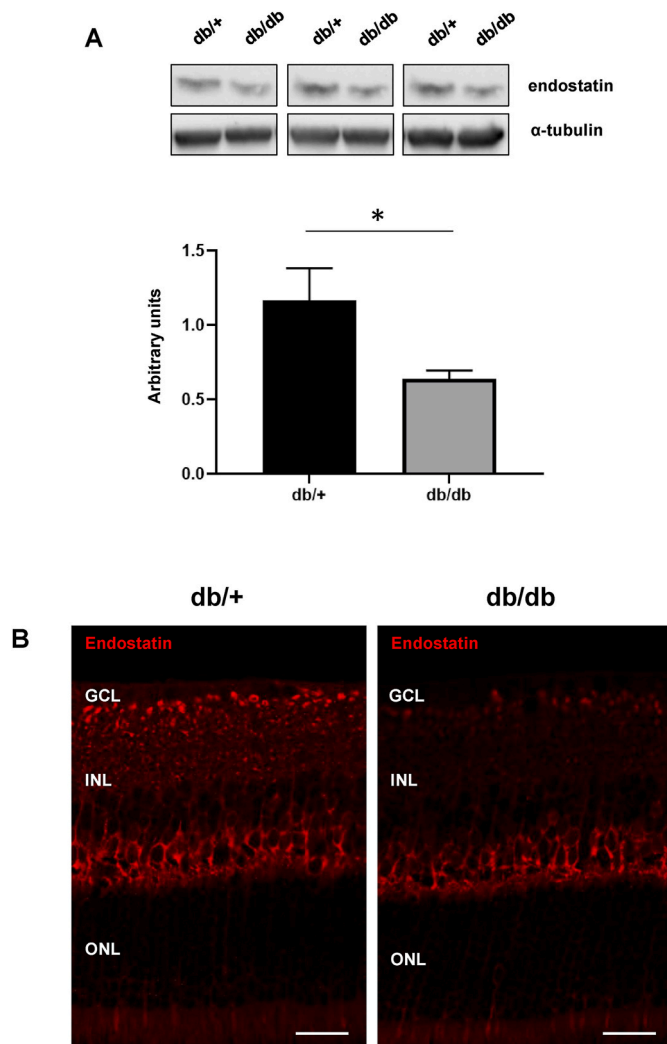 A
db/+ db/db db/+ db/db db/+ db/db
endostatin
α-tubulin
*
Arbitrary units
1.5
1.0
0.5
0.0
db/+ db/db
db/+ db/db
B
Endostatin Endostatin
GCL GCL
INL INL
ONL ONL